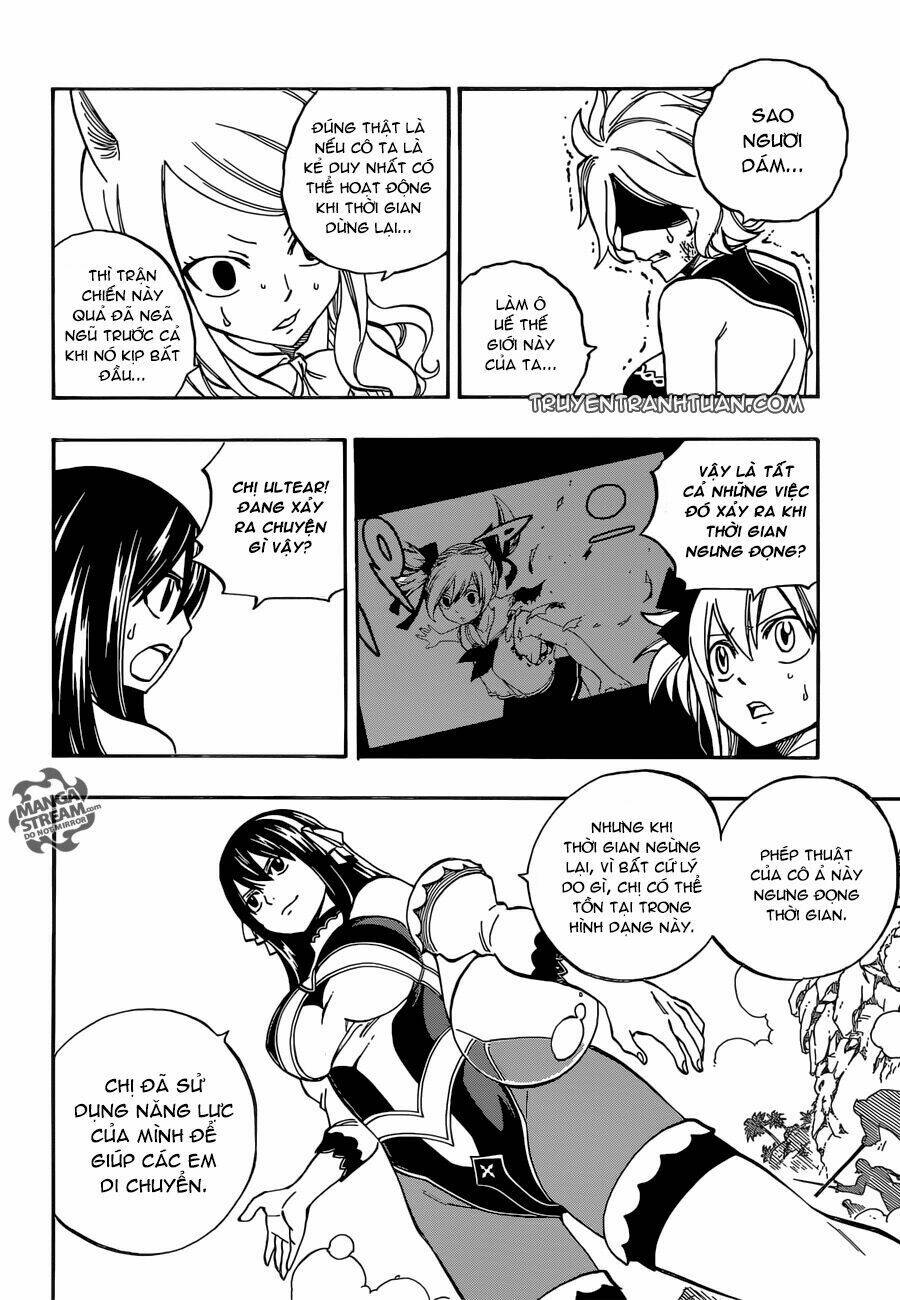 SAO
NGƯƠI
DÁM...
LÀM Ô
UẾ THẾ
GIỚI NÀY
CỦA TA...
ĐÚNG THẬT LÀ
NẾU CÔ TA LÀ
KẺ DUY NHẤT CÓ
THỂ HOẠT ĐỘNG
KHI THỜI GIAN
DỪNG LẠI...
THÌ TRẬN
CHIẾN NÀY
QUẢ ĐÃ NGÃ
NGŨ TRƯỚC CẢ
KHI NÓ KỊP BẮT
ĐẦU...
TRUYENTRANHTUAN.COM
VẬY LÀ TẤT
CẢ NHỮNG VIỆC
ĐÓ XẢY RA KHI
THỜI GIAN
NGƯNG ĐỌNG?
CHỊ ULTEAR!
ĐANG XẢY
RA CHUYỆN
GÌ VẬY?
MANGA
STREAM.com
DO NOT MIRROR!
PHÉP THUẬT
CỦA CÔ Ả NÀY
NGƯNG ĐỌNG
THỜI GIAN.
NHƯNG KHI
THỜI GIAN NGỪNG
LẠI, VÌ BẤT CỨ LÝ
DO GÌ, CHỊ CÓ THỂ
TỒN TẠI TRONG
HÌNH DẠNG NÀY.
CHỊ ĐÃ SỬ
DỤNG NĂNG LỰC
CỦA MÌNH ĐỂ
GIÚP CÁC EM
DI CHUYỂN.